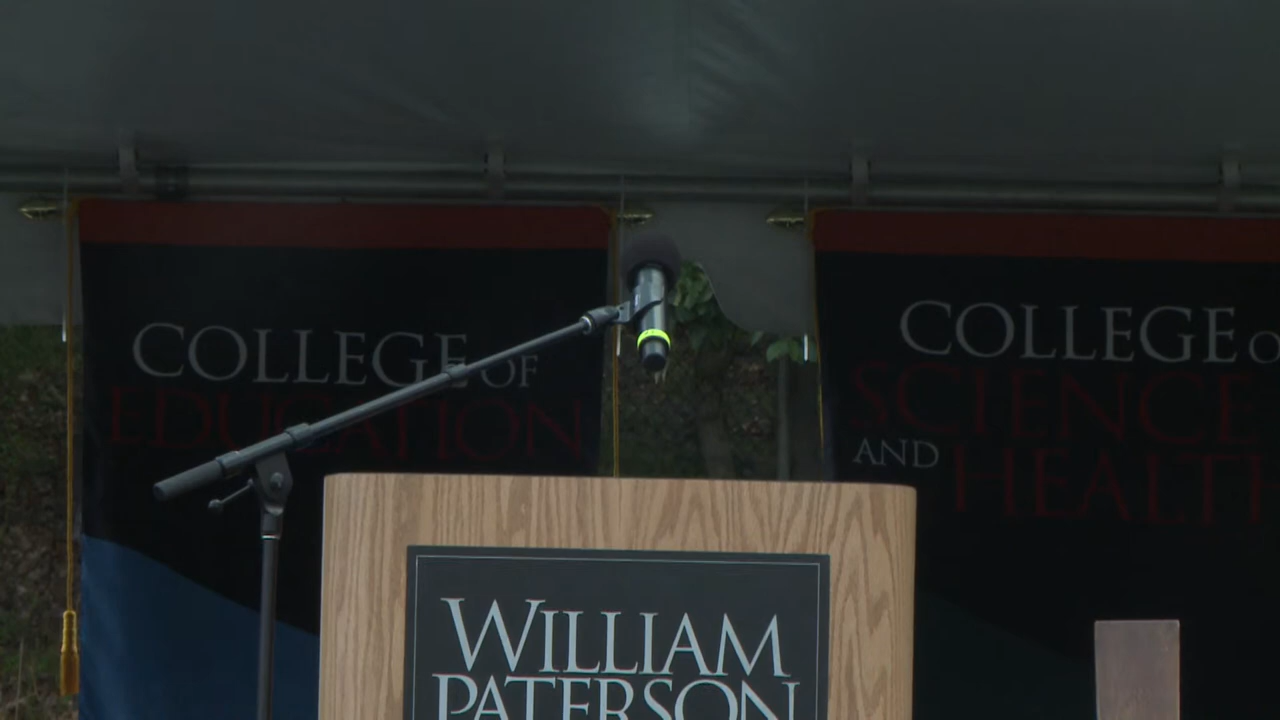 COLLEGE OF
EDUCATION
COLLEGE
SCIENCE
AND HEALTH
WILLIAM
PATERSON